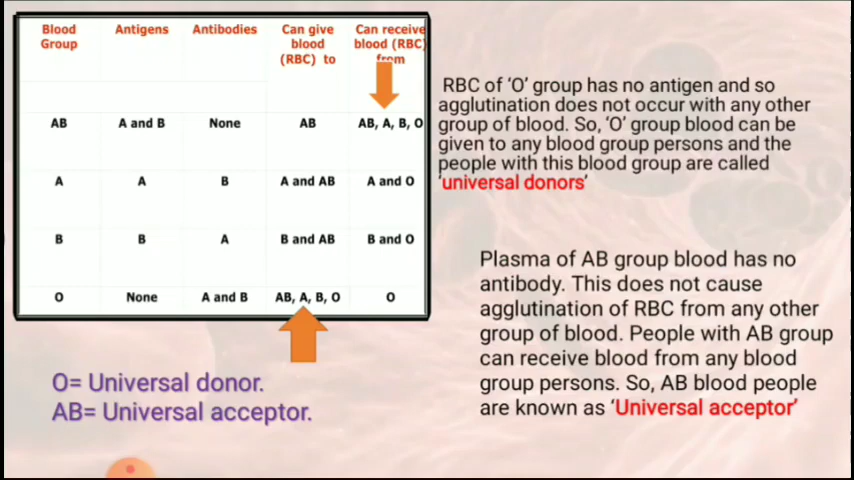 Blood Group Antigens Antibodies Can give blood (RBC) to Can receive blood (RBC) from
AB A and B None AB AB, A, B, O
A A B A and AB A and O
B B A B and AB B and O
O None A and B AB, A, B, O O
O= Universal donor.
AB= Universal acceptor.
RBC of ‘O’ group has no antigen and so
agglutination does not occur with any other
group of blood. So, ‘O’ group blood can be
given to any blood group persons and the
people with this blood group are called
‘universal donors’
Plasma of AB group blood has no
antibody. This does not cause
agglutination of RBC from any other
group of blood. People with AB group
can receive blood from any blood
group persons. So, AB blood people
are known as ‘Universal acceptor’